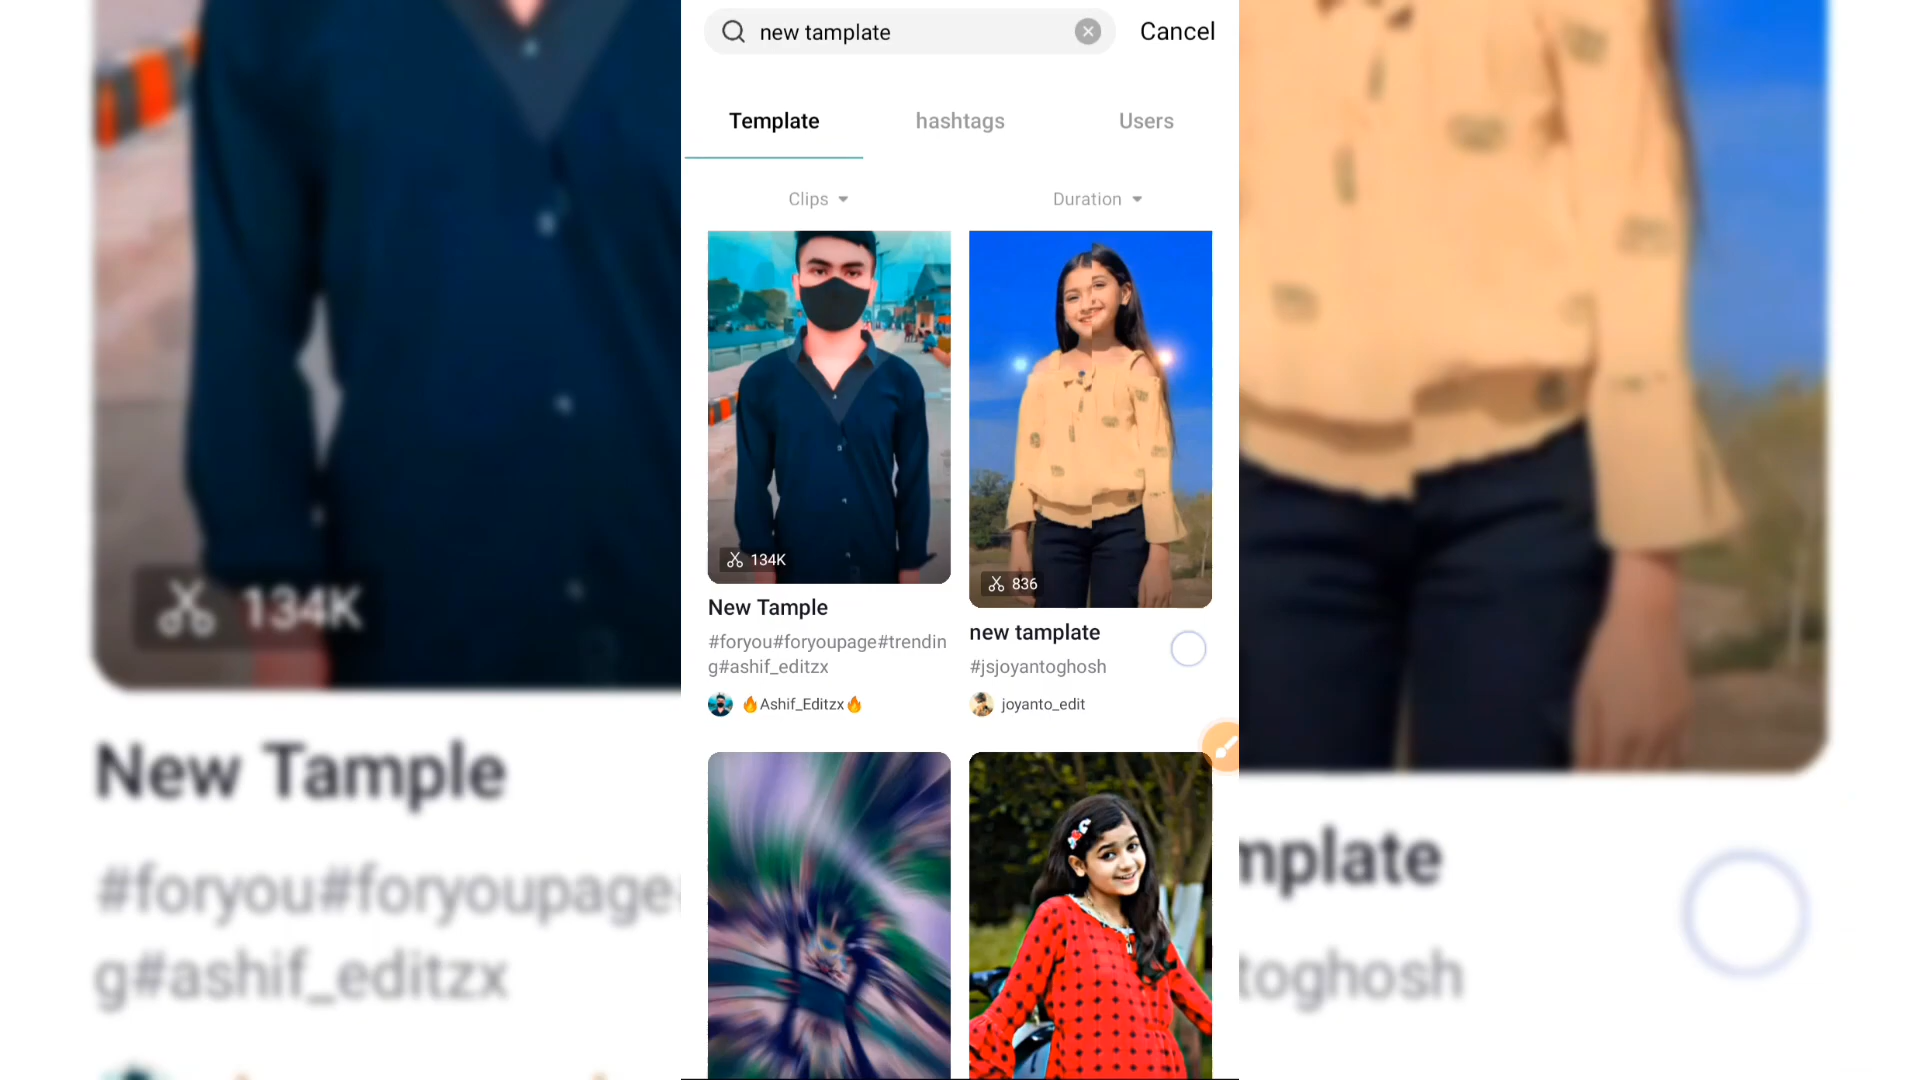 new tamplate
Cancel
Template
hashtags
Users
Clips
Duration
134K
836
New Tample
#foryou#foryoupage#trendin
g#ashif_editzx
🔥Ashif_Editzx🔥
new tamplate
#jsjoyantoghosh
joyanto_edit
134K
New Tample
#foryou#foryoupage
g#ashif_editzx
mplate
toghosh